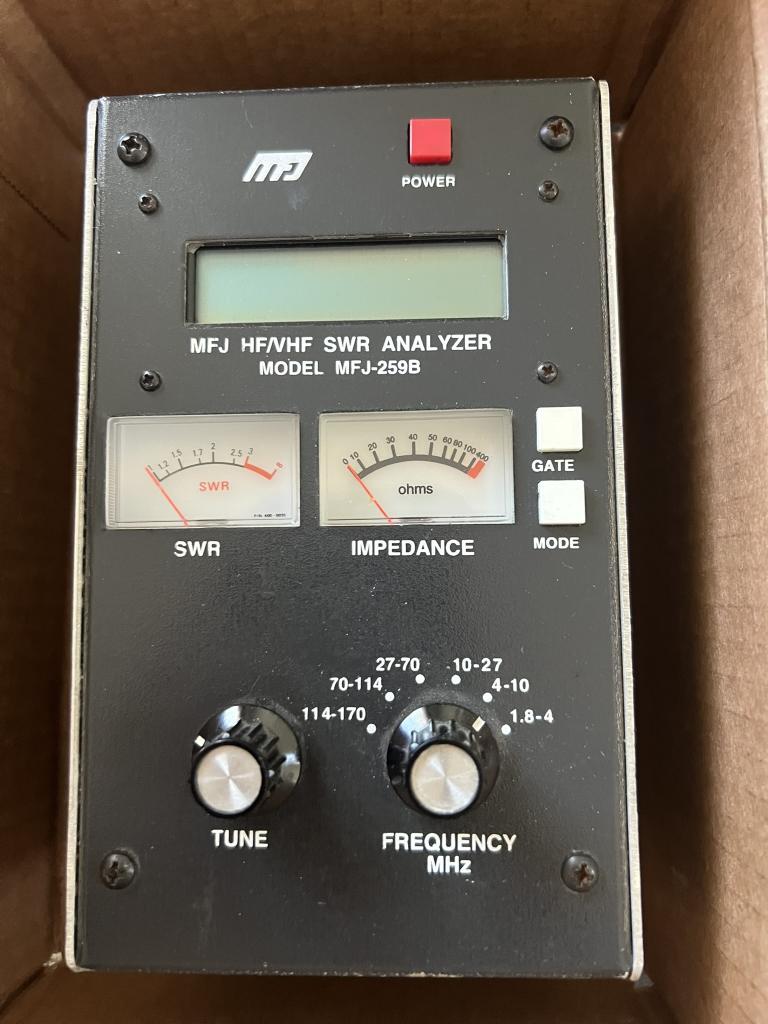 MFJ
POWER
MFJ HF/VHF SWR ANALYZER
MODEL MFJ-259B
1 1.2 1.5 1.7 2 2.5 3 8
SWR
0 10 20 30 40 50 60 80 100 400
ohms
GATE
MODE
SWR
IMPEDANCE
27-70 10-27
70-114 4-10
114-170 1.8-4
TUNE
FREQUENCY
MHz